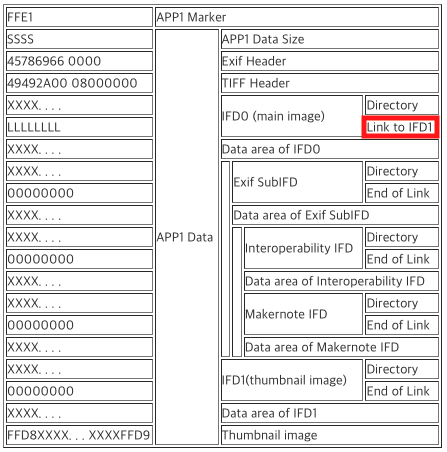 FFE1 APP1 Marker
SSSS APP1 Data Size
45786966 0000 Exif Header
49492A00 08000000 TIFF Header
XXXX. . . . IFD0 (main image) Directory
LLLLLLLL Link to IFD1
XXXX. . . . Data area of IFD0
XXXX. . . . Exif SubIFD Directory
00000000 End of Link
XXXX. . . . Data area of Exif SubIFD
XXXX. . . . APP1 Data Interoperability IFD Directory
00000000 End of Link
XXXX. . . . Data area of Interoperability IFD
XXXX. . . . Makernote IFD Directory
00000000 End of Link
XXXX. . . . Data area of Makernote IFD
XXXX. . . . IFD1(thumbnail image) Directory
00000000 End of Link
XXXX. . . . Data area of IFD1
FFD8XXXX. . . XXXXFFD9 Thumbnail image